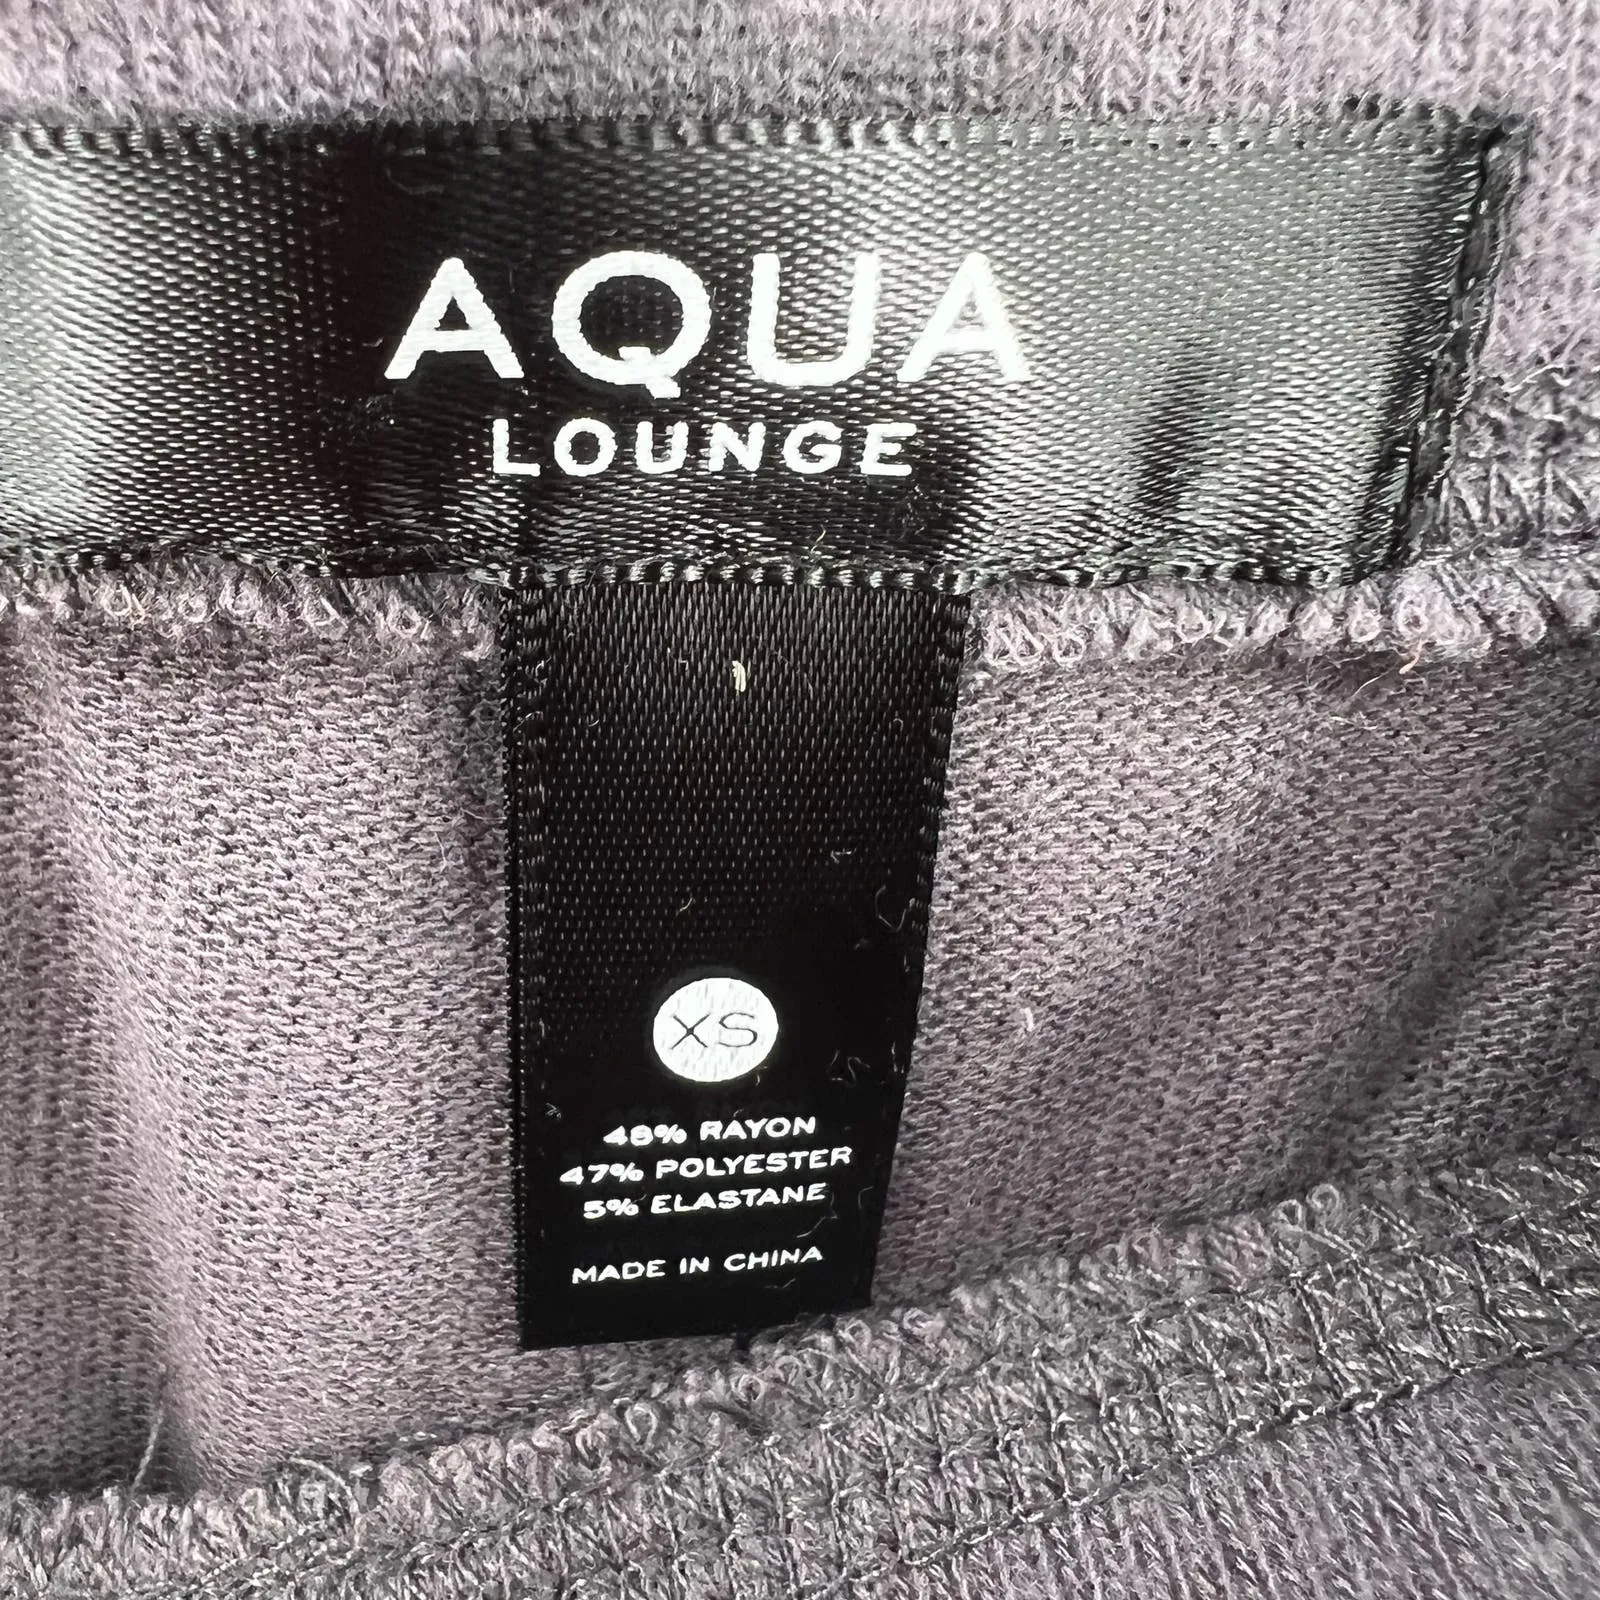 AQUA
LOUNGE
XS
48% RAYON
47% POLYESTER
5% ELASTANE
MADE IN CHINA